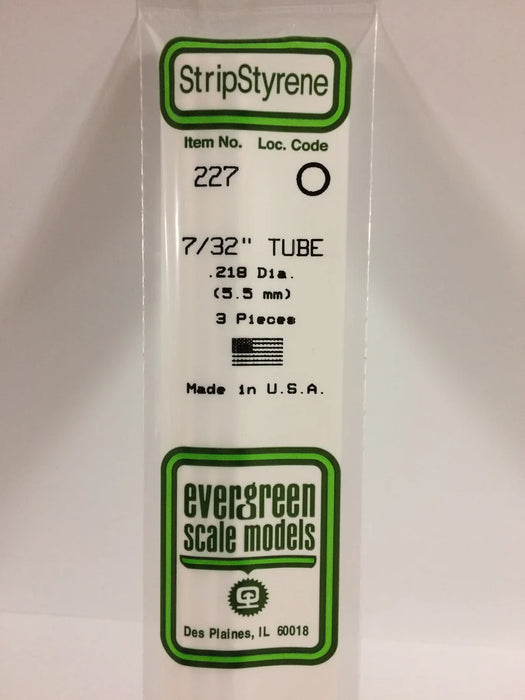 StripStyrene
Item No. Loc. Code
227
7/32" TUBE
.218 Dia.
(5.5 mm)
3 Pieces
Made in U.S.A.
evergreen
scale models
Des Plaines, IL 60018